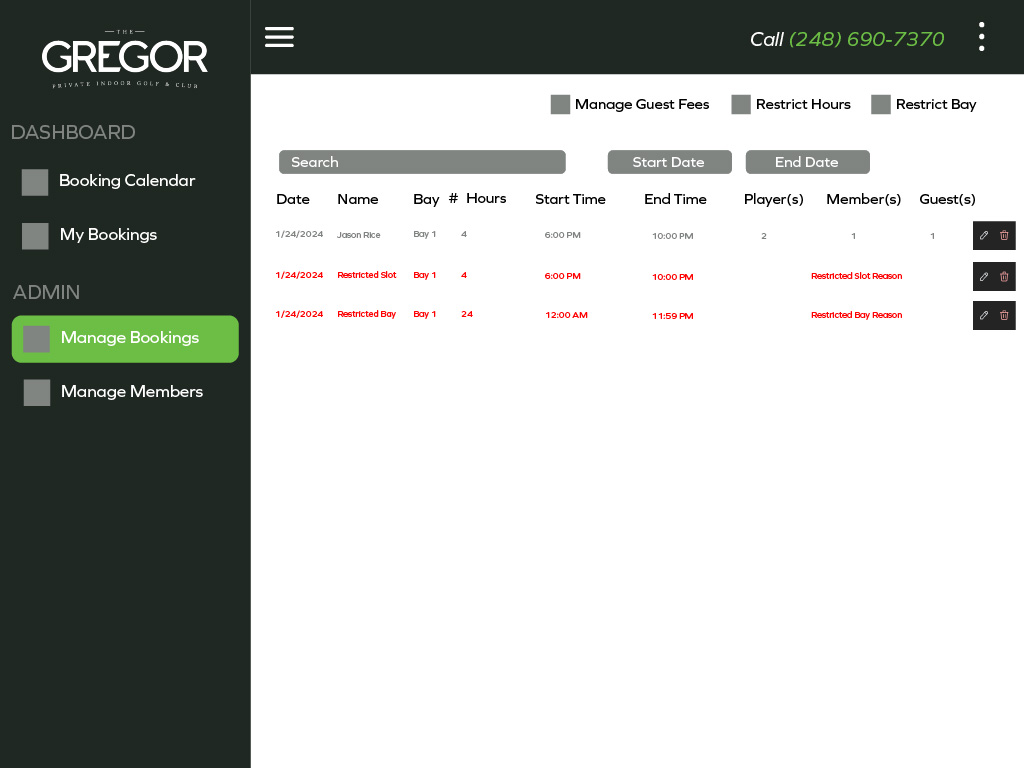 THE
GREGOR
PRIVATE INDOOR GOLF & CLUB
DASHBOARD
Booking Calendar
My Bookings
ADMIN
Manage Bookings
Manage Members
Call (248) 690-7370
Manage Guest Fees Restrict Hours Restrict Bay
Search Start Date End Date
Date Name Bay # Hours Start Time End Time Player(s) Member(s) Guest(s)
1/24/2024 Jason Rice Bay 1 4 6:00 PM 10:00 PM 2 1 1
1/24/2024 Restricted Slot Bay 1 4 6:00 PM 10:00 PM Restricted Slot Reason
1/24/2024 Restricted Bay Bay 1 24 12:00 AM 11:59 PM Restricted Bay Reason